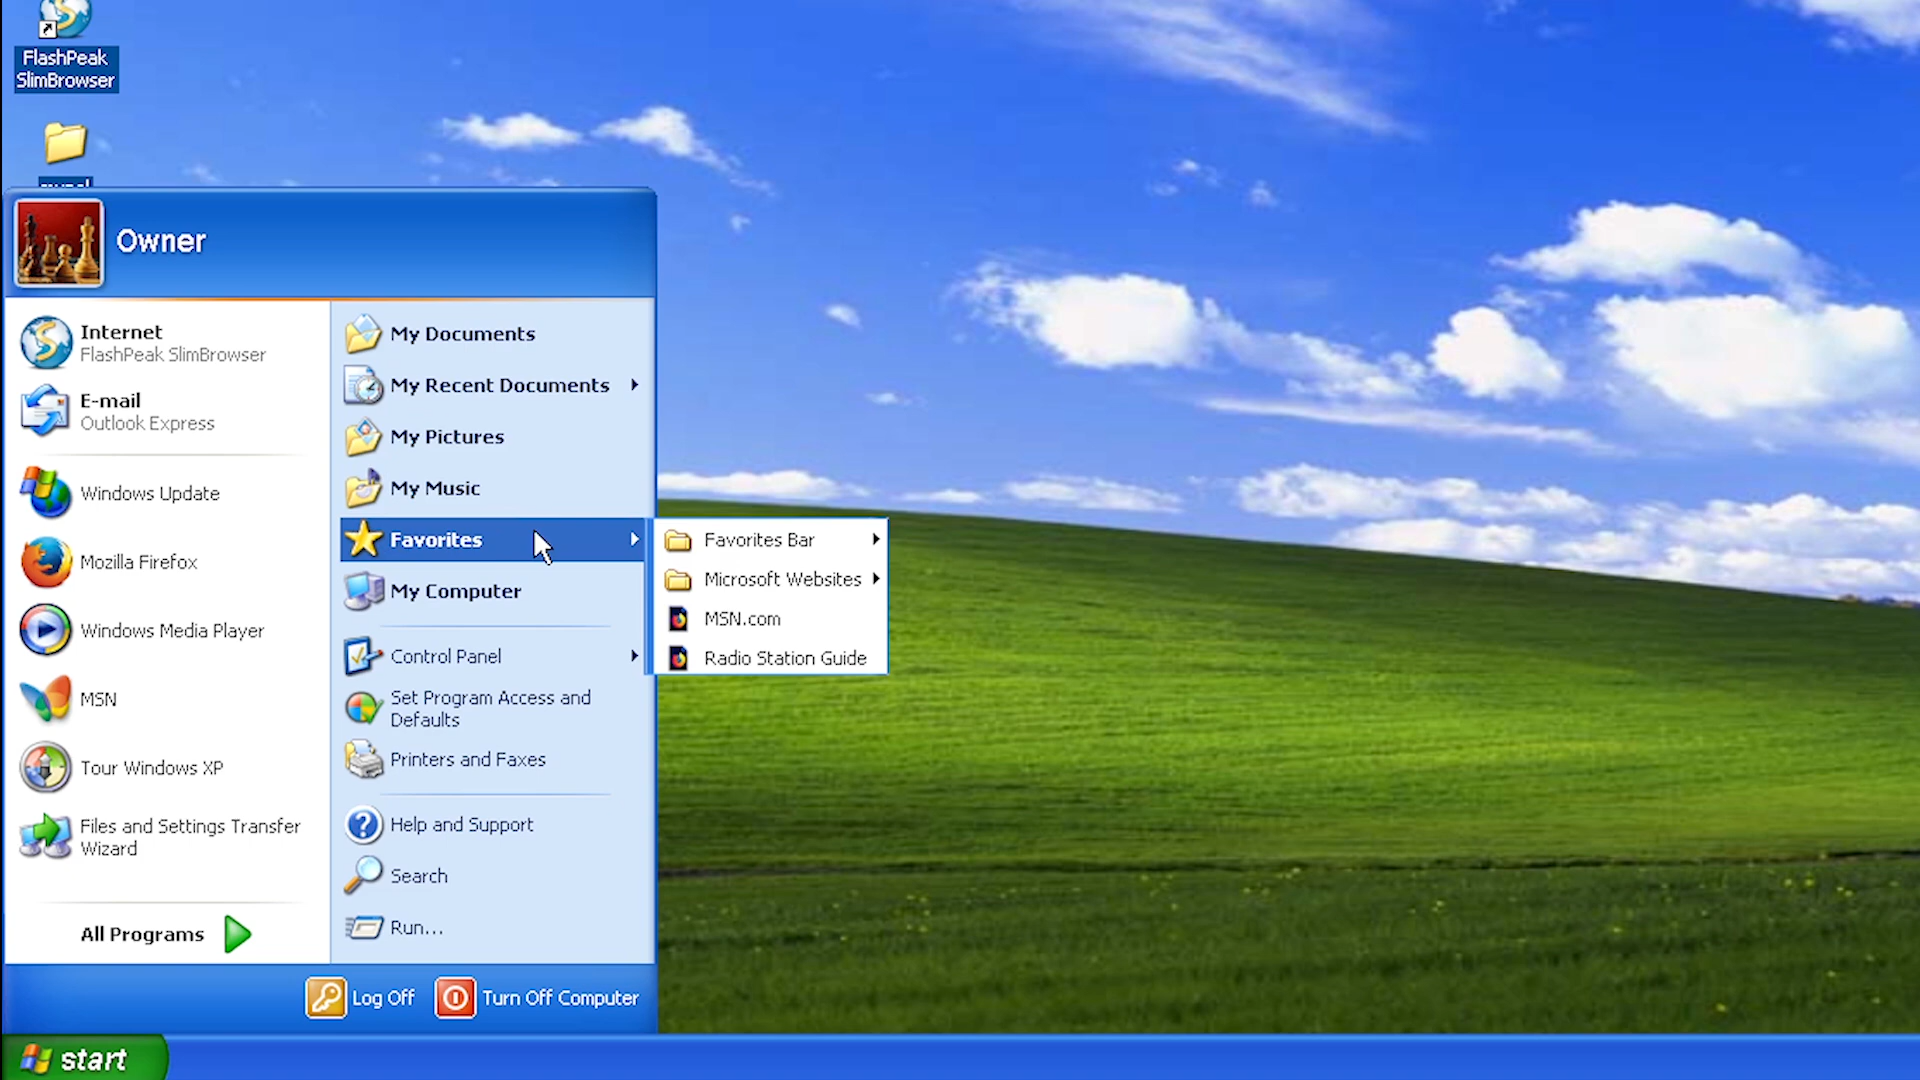 FlashPeak
SlimBrowser
Owner
Internet
FlashPeak SlimBrowser
E-mail
Outlook Express
Windows Update
Mozilla Firefox
Windows Media Player
MSN
Tour Windows XP
Files and Settings Transfer
Wizard
All Programs
My Documents
My Recent Documents
My Pictures
My Music
Favorites
My Computer
Control Panel
Set Program Access and
Defaults
Printers and Faxes
Help and Support
Search
Run...
Favorites Bar
Microsoft Websites
MSN.com
Radio Station Guide
Log Off
Turn Off Computer
start